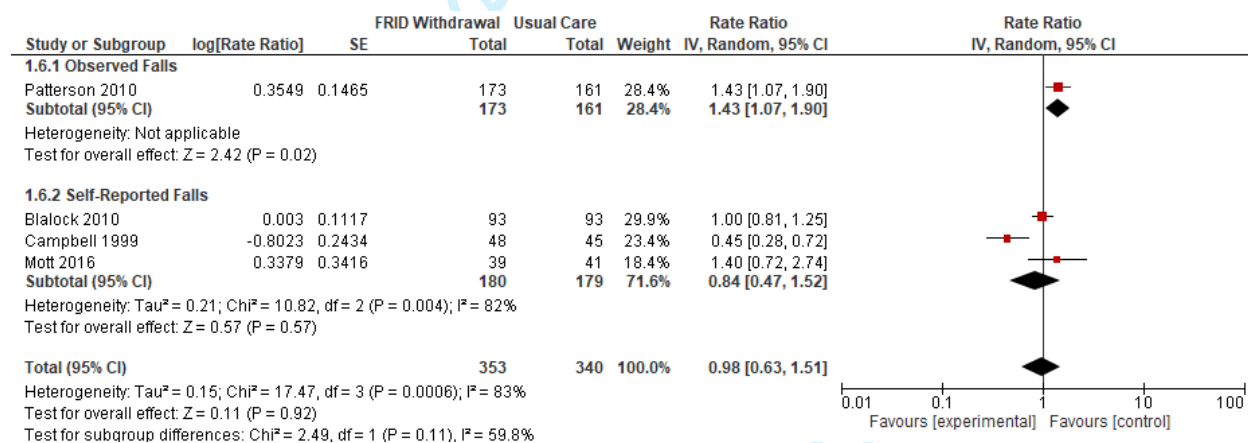 FRID Withdrawal Usual Care Rate Ratio Rate Ratio
Study or Subgroup log[Rate Ratio] SE Total Total Weight IV, Random, 95% CI IV, Random, 95% CI
1.6.1 Observed Falls
Patterson 2010 0.3549 0.1465 173 161 28.4% 1.43 [1.07, 1.90]
Subtotal (95% CI) 173 161 28.4% 1.43 [1.07, 1.90]
Heterogeneity: Not applicable
Test for overall effect: Z = 2.42 (P = 0.02)
1.6.2 Self-Reported Falls
Blalock 2010 0.003 0.1117 93 93 29.9% 1.00 [0.81, 1.25]
Campbell 1999 -0.8023 0.2434 48 45 23.4% 0.45 [0.28, 0.72]
Mott 2016 0.3379 0.3416 39 41 18.4% 1.40 [0.72, 2.74]
Subtotal (95% CI) 180 179 71.6% 0.84 [0.47, 1.52]
Heterogeneity: Tau² = 0.21; Chi² = 10.82, df = 2 (P = 0.004); I² = 82%
Test for overall effect: Z = 0.57 (P = 0.57)
Total (95% CI) 353 340 100.0% 0.98 [0.63, 1.51]
Heterogeneity: Tau² = 0.15; Chi² = 17.47, df = 3 (P = 0.0006); I² = 83%
Test for overall effect: Z = 0.11 (P = 0.92)
Test for subgroup differences: Chi² = 2.49, df = 1 (P = 0.11), I² = 59.8%
0.01 0.1 1 10 100
Favours [experimental] Favours [control]